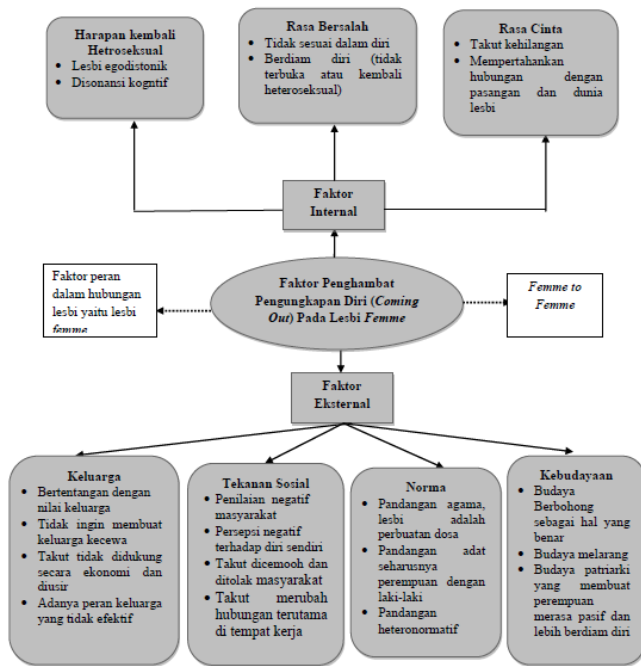 Harapan kembali
Hetroseksual
• Lesbi egodistonik
• Disonansi kogntif
Rasa Bersalah
• Tidak sesuai dalam diri
• Berdiam diri (tidak
terbuka atau kembali
heteroseksual)
Rasa Cinta
• Takut kehilangan
• Mempertahankan
hubungan dengan
pasangan dan dunia
lesbi
Faktor
Internal
Faktor peran
dalam hubungan
lesbi yaitu lesbi
femme
Faktor Penghambat
Pengungkapan Diri (Coming
Out) Pada Lesbi Femme
Femme to
Femme
Faktor
Eksternal
Keluarga
• Bertentangan dengan
nilai keluarga
• Tidak ingin membuat
keluarga kecewa
• Takut tidak didukung
secara ekonomi dan
diusir
• Adanya peran keluarga
yang tidak efektif
Tekanan Sosial
• Penilaian negatif
masyarakat
• Persepsi negatif
terhadap diri sendiri
• Takut dicemooh dan
ditolak masyarakat
• Takut merubah
hubungan terutama
di tempat kerja
Norma
• Pandangan agama,
lesbi adalah
perbuatan dosa
• Pandangan adat
seharusnya
perempuan dengan
laki-laki
• Pandangan
heteronormatif
Kebudayaan
• Budaya
Berbohong
sebagai hal yang
benar
• Budaya melarang
• Budaya patriarki
yang membuat
perempuan
merasa pasif dan
lebih berdiam diri